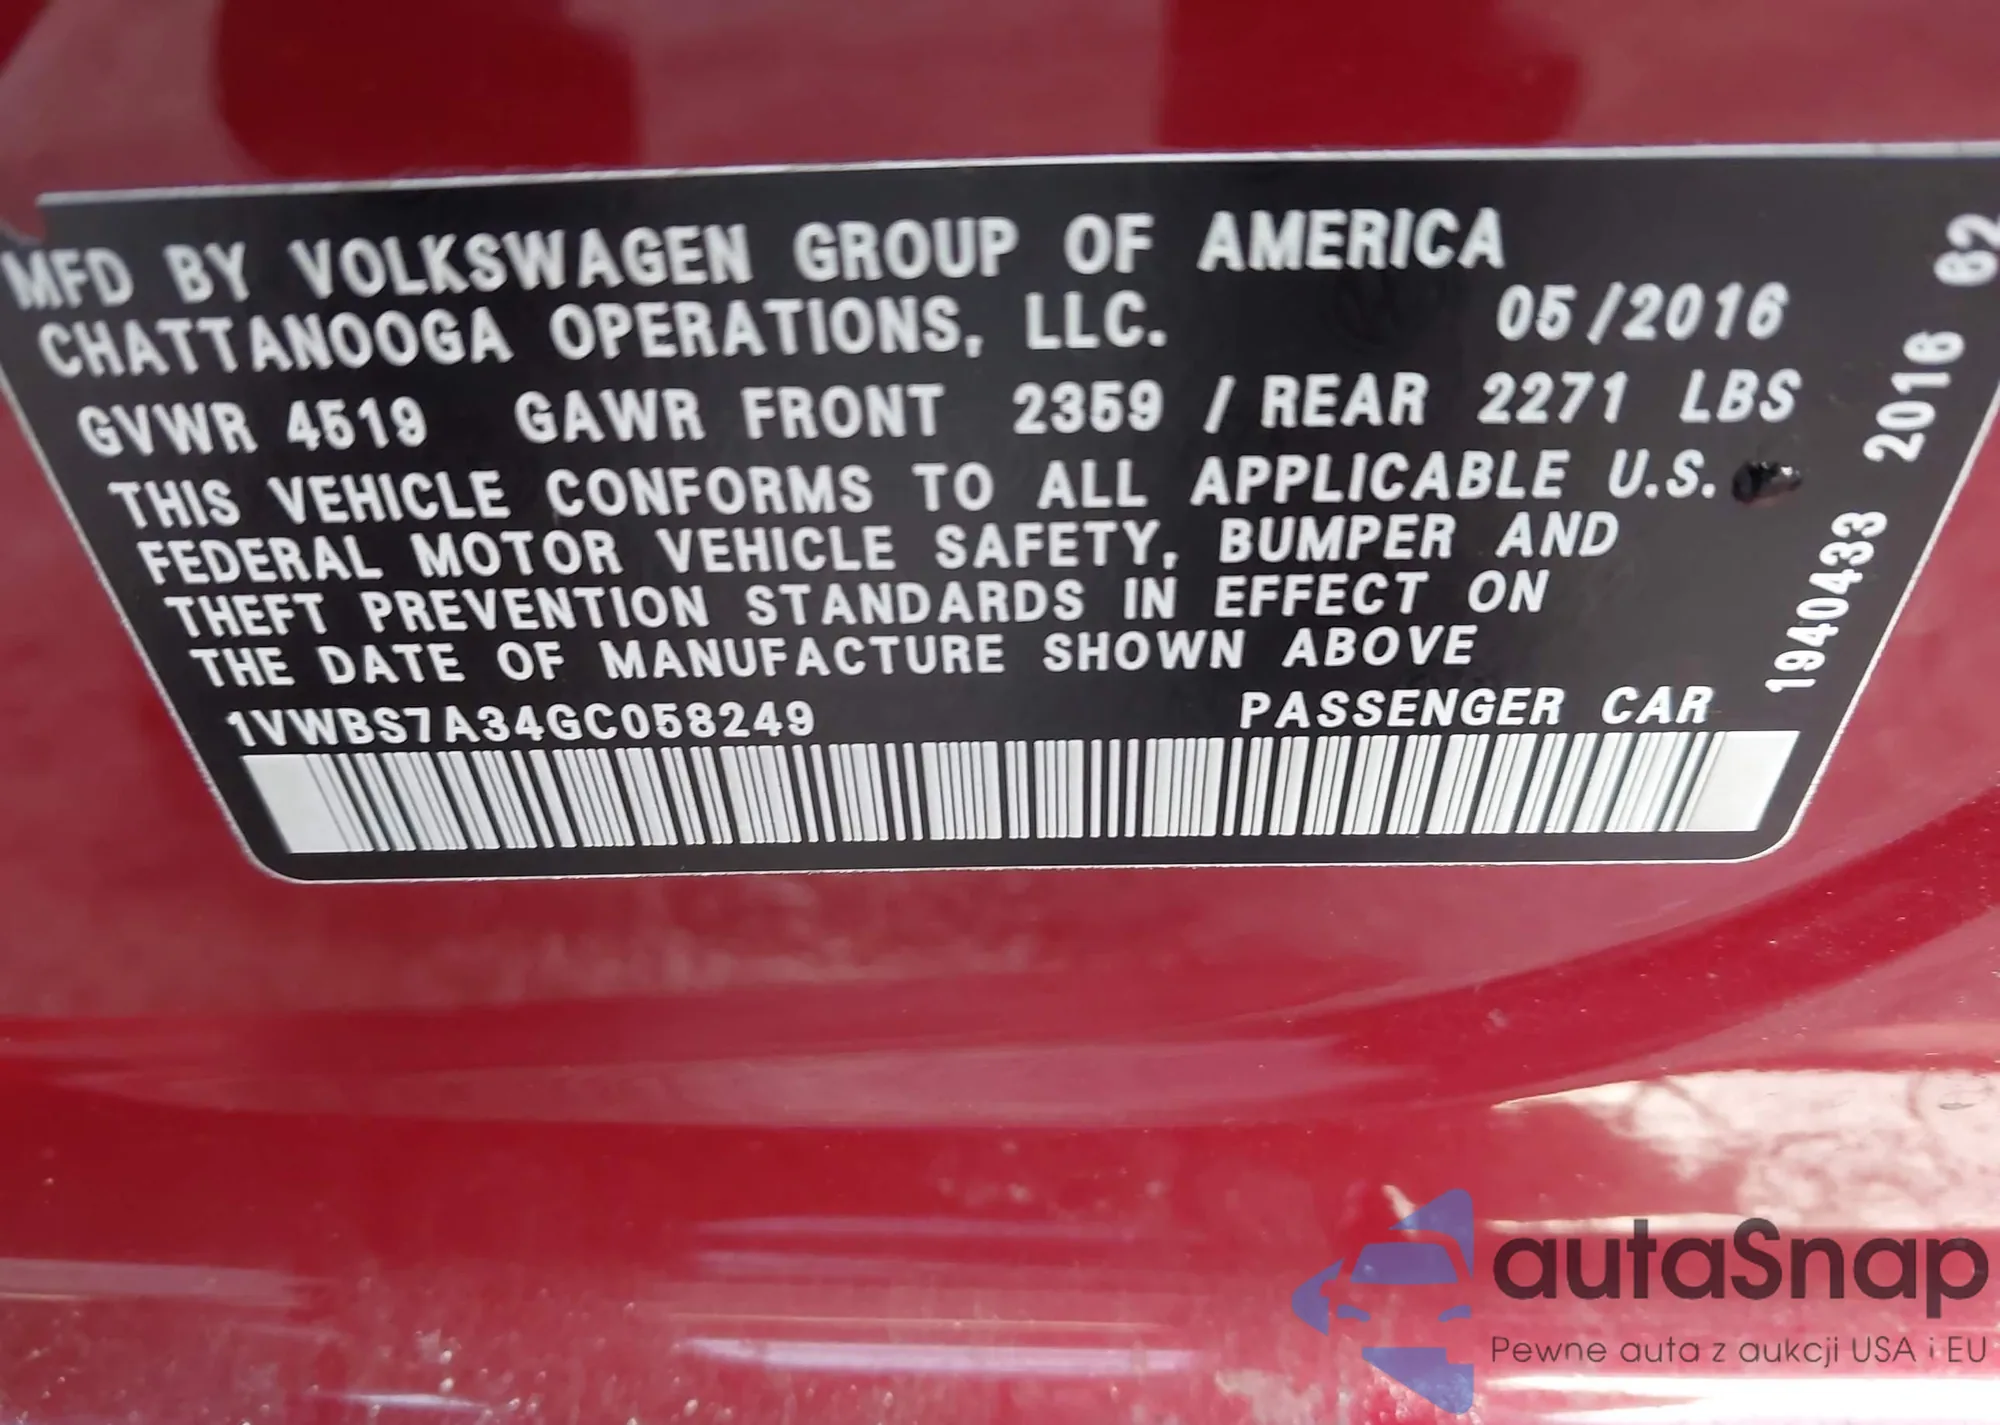 MFD BY VOLKSWAGEN GROUP OF AMERICA
CHATTANOOGA OPERATIONS, LLC. 05/2016
GVWR 4519 GAWR FRONT 2359 / REAR 2271 LBS
THIS VEHICLE CONFORMS TO ALL APPLICABLE U.S.
FEDERAL MOTOR VEHICLE SAFETY, BUMPER AND
THEFT PREVENTION STANDARDS IN EFFECT ON
THE DATE OF MANUFACTURE SHOWN ABOVE
1VWBS7A34GC058249 PASSENGER CAR
1940433 2016 62
autaSnap
Pewne auta z aukcji USA i EU